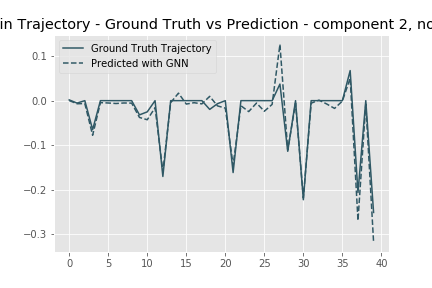 in Trajectory - Ground Truth vs Prediction - component 2, no
Ground Truth Trajectory
Predicted with GNN
0.1
0.0
−0.1
−0.2
−0.3
0 5 10 15 20 25 30 35 40